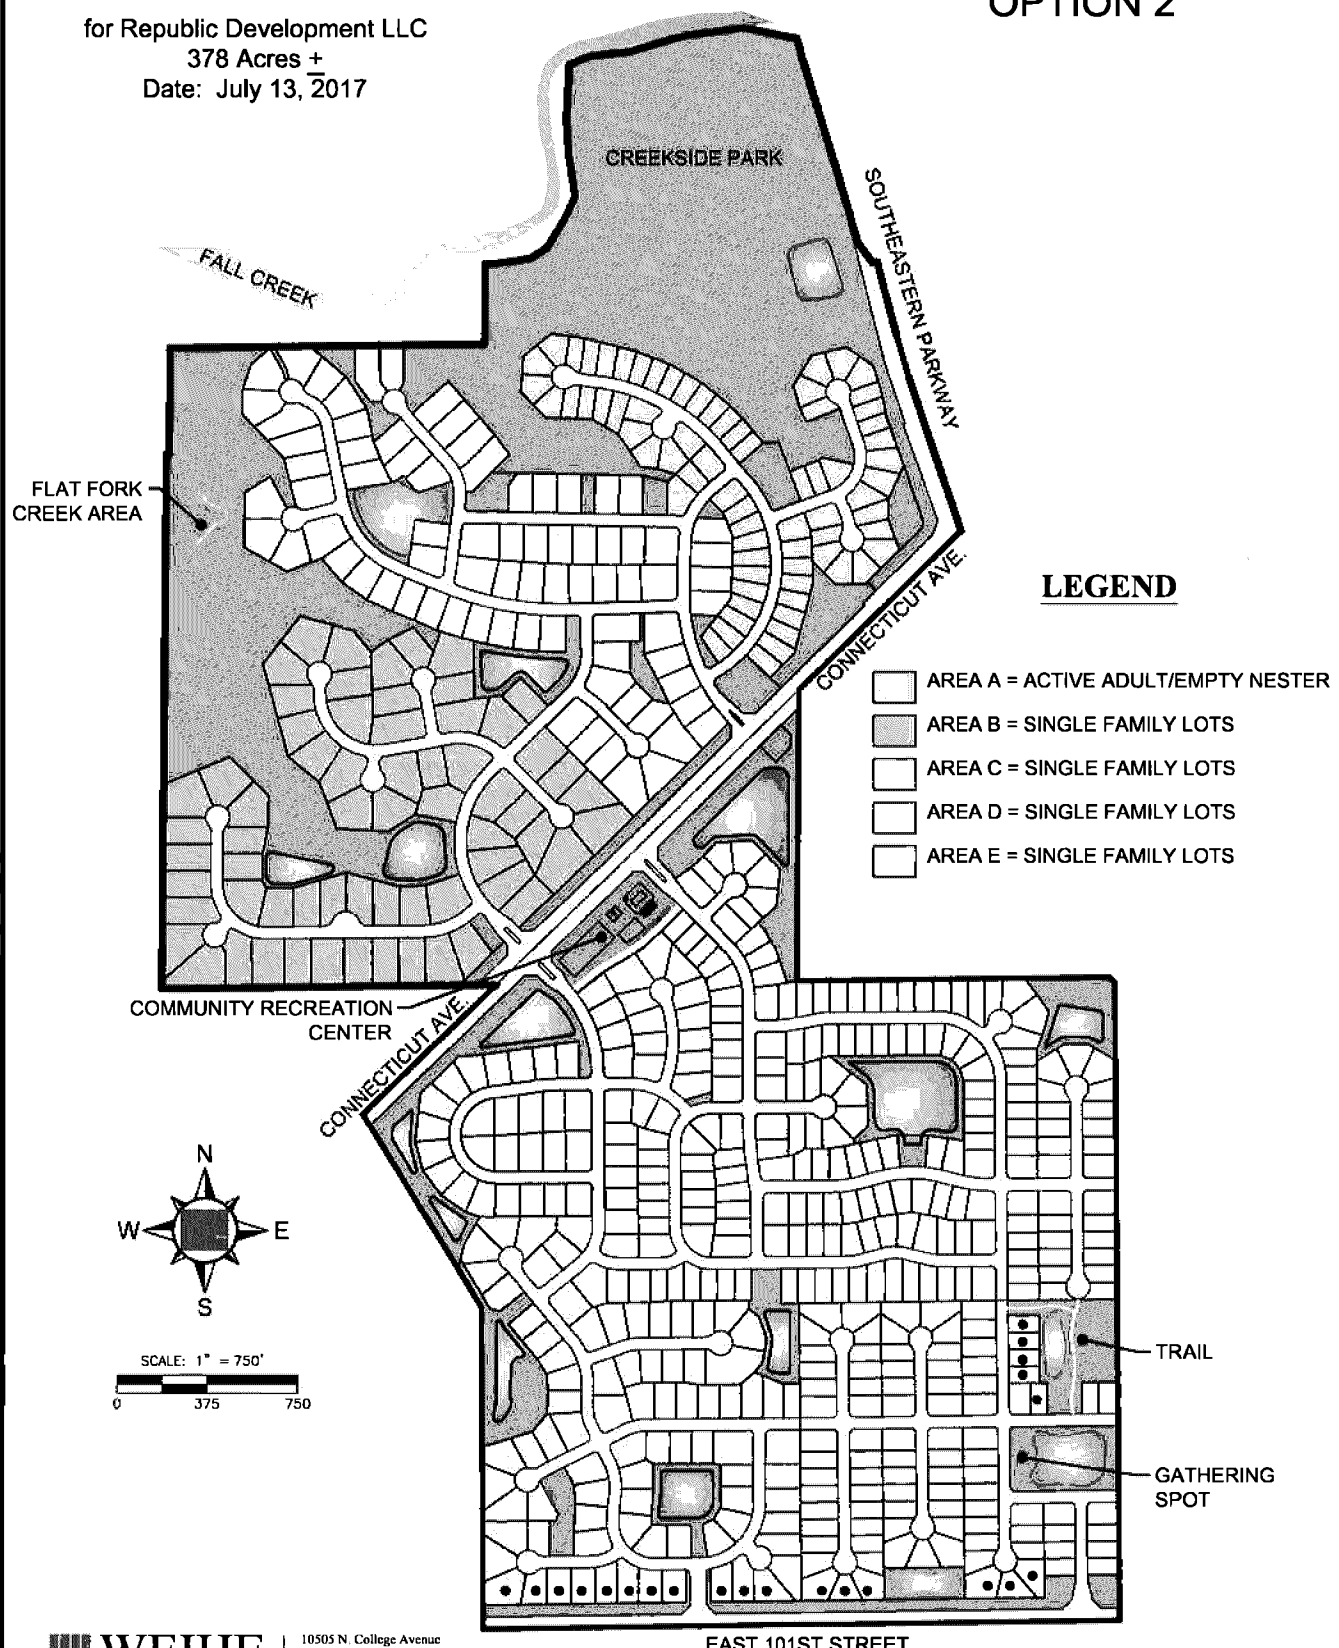 OPTION 2
for Republic Development LLC
378 Acres ±
Date: July 13, 2017
CREEKSIDE PARK
SOUTHEASTERN PARKWAY
FALL CREEK
FLAT FORK
CREEK AREA
CONNECTICUT AVE.
LEGEND
AREA A = ACTIVE ADULT/EMPTY NESTER
AREA B = SINGLE FAMILY LOTS
AREA C = SINGLE FAMILY LOTS
AREA D = SINGLE FAMILY LOTS
AREA E = SINGLE FAMILY LOTS
COMMUNITY RECREATION
CENTER
CONNECTICUT AVE.
N
W
E
S
SCALE: 1" = 750'
0 375 750
TRAIL
GATHERING
SPOT
WEIHE
10505 N. College Avenue
EAST 101ST STREET